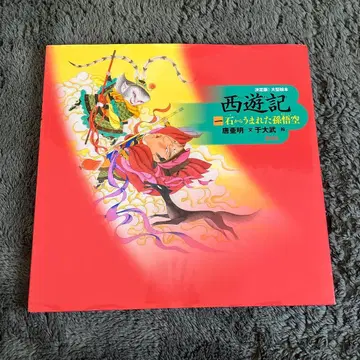 決定版! 大型絵本
西遊記
一 石からうまれた孫悟空
唐亜明 文 于大武 絵